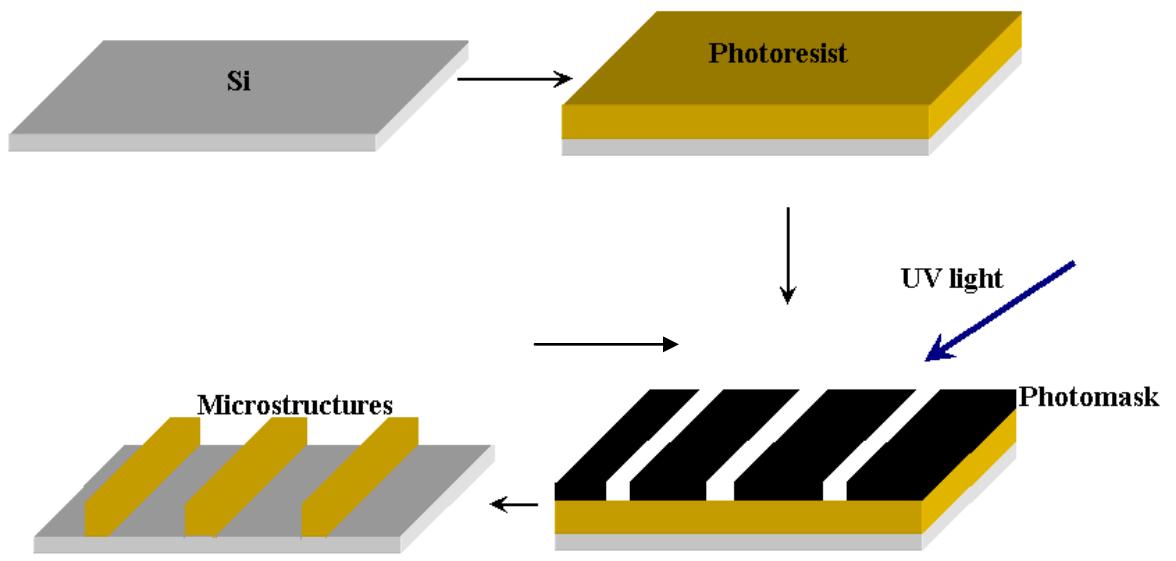 Si
Photoresist
UV light
Photomask
Microstructures